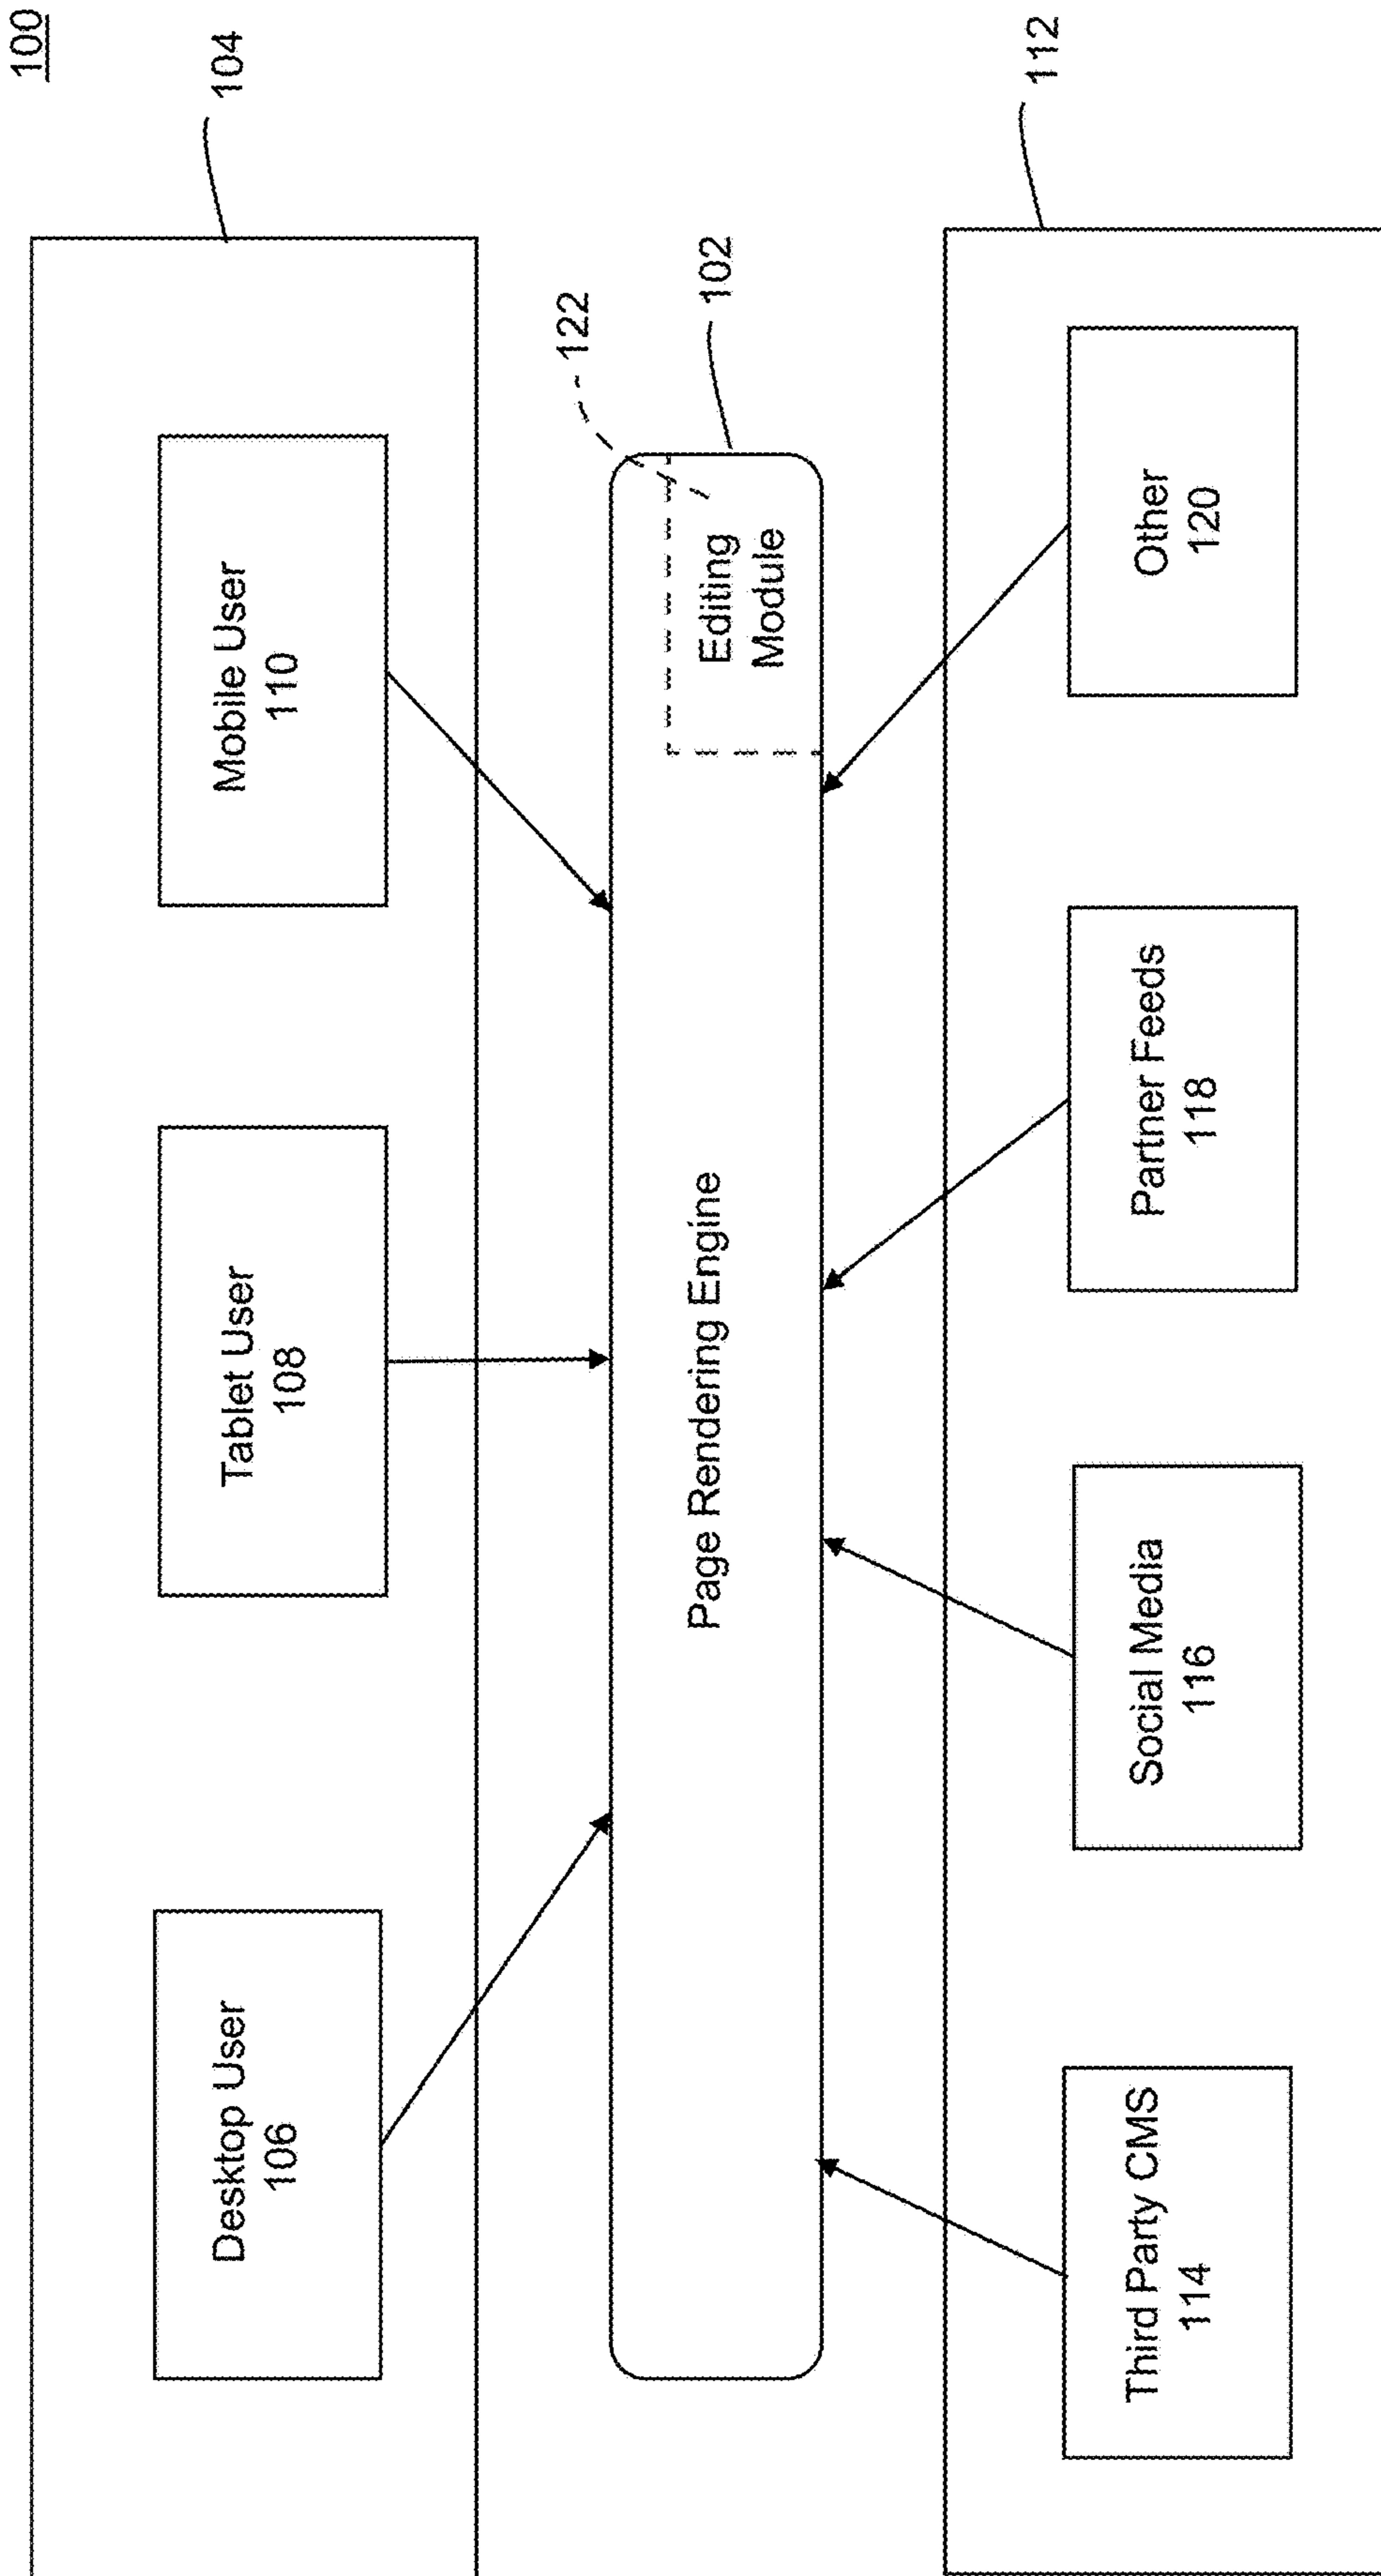 100
104
Desktop User
106
Tablet User
108
Mobile User
110
122
102
Page Rendering Engine
Editing
Module
112
Third Party CMS
114
Social Media
116
Partner Feeds
118
Other
120